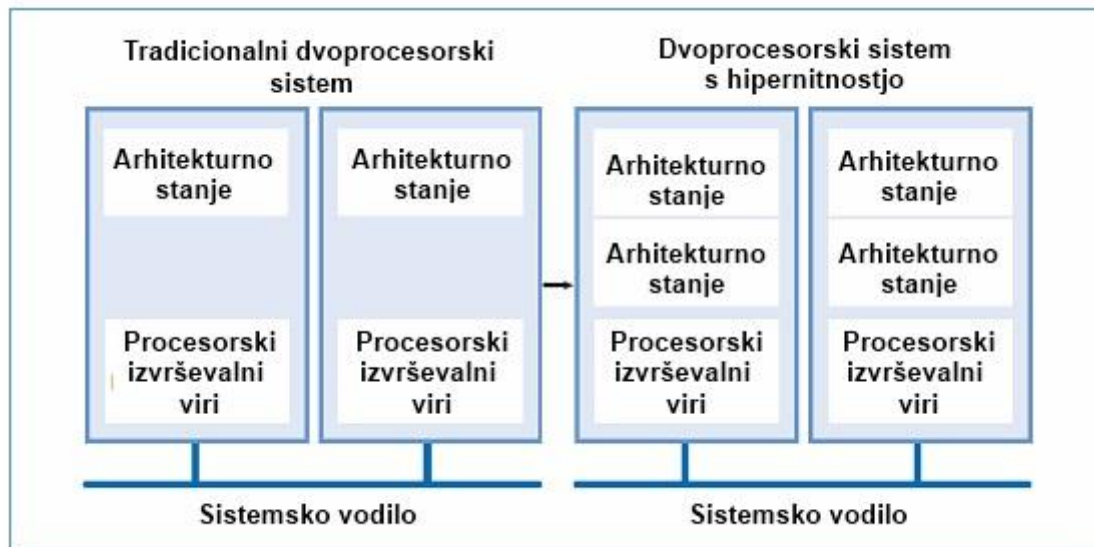 Tradicionalni dvoprocesorski
sistem
Arhitekturno
stanje
Procesorski
izvrševalni
viri
Arhitekturno
stanje
Procesorski
izvrševalni
viri
Sistemsko vodilo
Dvoprocesorski sistem
s hipernitnostjo
Arhitekturno
stanje
Arhitekturno
stanje
Procesorski
izvrševalni
viri
Arhitekturno
stanje
Arhitekturno
stanje
Procesorski
izvrševalni
viri
Sistemsko vodilo